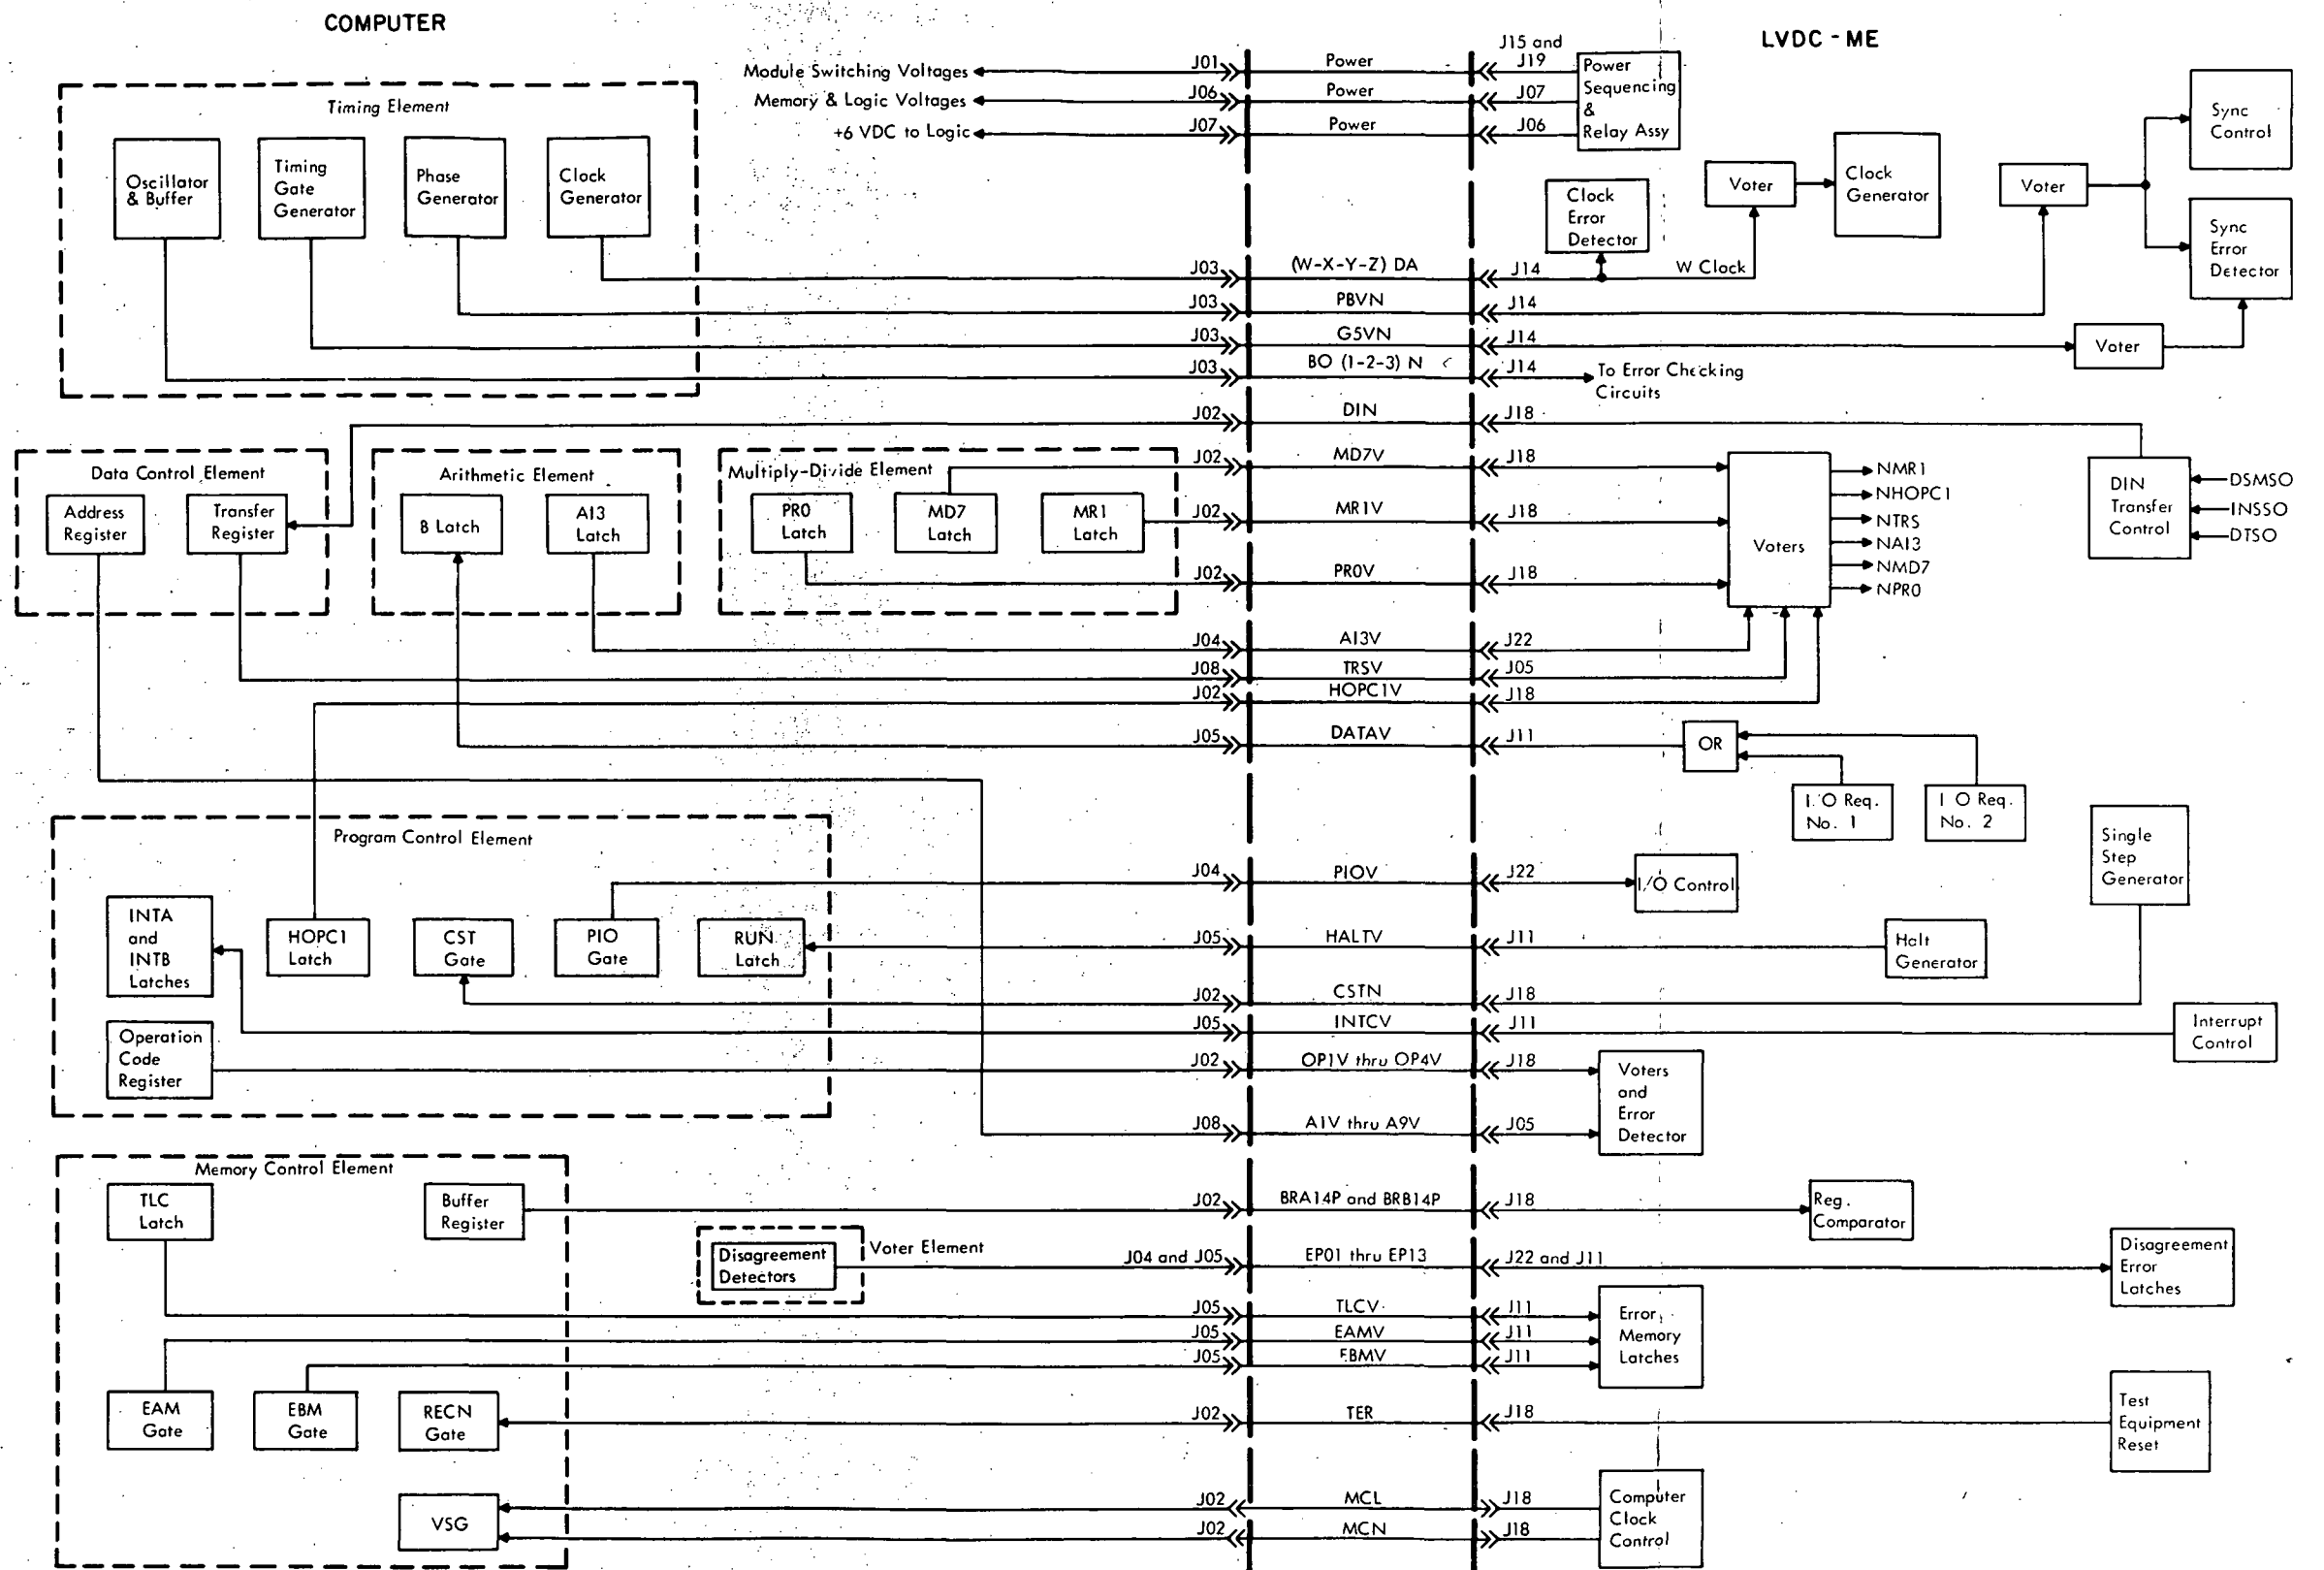 COMPUTER
LVDC - ME
Timing Element
Oscillator
& Buffer
Timing
Gate
Generator
Phase
Generator
Clock
Generator
Module Switching Voltages
J01
Power
J15 and
J19
Memory & Logic Voltages
J06
Power
J07
+6 VDC to Logic
J07
Power
J06
Power
Sequencing
&
Relay Assy
Clock
Error
Detector
Voter
Clock
Generator
Voter
Sync
Control
Sync
Error
Detector
J03
(W-X-Y-Z) DA
J14
W Clock
J03
PBVN
J14
J03
G5VN
J14
Voter
J03
BO (1-2-3) N
J14
To Error Checking
Circuits
J02
DIN
J18
Data Control Element
Address
Register
Transfer
Register
Arithmetic Element
B Latch
AI3
Latch
Multiply-Divide Element
PR0
Latch
MD7
Latch
MR1
Latch
J02
MD7V
J18
J02
MR1V
J18
J02
PR0V
J18
Voters
NMR1
NHOPC1
NTRS
NAI3
NMD7
NPR0
DIN
Transfer
Control
DSMSO
INSSO
DTSO
J04
AI3V
J22
J08
TRSV
J05
J02
HOPC1V
J18
J05
DATAV
J11
OR
I/O Req.
No. 1
I O Req.
No. 2
Program Control Element
INTA
and
INTB
Latches
HOPC1
Latch
CST
Gate
PIO
Gate
RUN
Latch
Operation
Code
Register
J04
PIOV
J22
I/O Control
Single
Step
Generator
J05
HALTV
J11
Halt
Generator
J02
CSTN
J18
J05
INTCV
J11
Interrupt
Control
J02
OP1V thru OP4V
J18
Voters
and
Error
Detector
J08
A1V thru A9V
J05
Memory Control Element
TLC
Latch
Buffer
Register
J02
BRA14P and BRB14P
J18
Reg.
Comparator
Disagreement
Detectors
Voter Element
J04 and J05
EP01 thru EP13
J22 and J11
Disagreement
Error
Latches
J05
TLCV
J11
J05
EAMV
J11
J05
EBMV
J11
Error
Memory
Latches
EAM
Gate
EBM
Gate
RECN
Gate
J02
TER
J18
Test
Equipment
Reset
VSG
J02
MCL
J18
J02
MCN
J18
Computer
Clock
Control